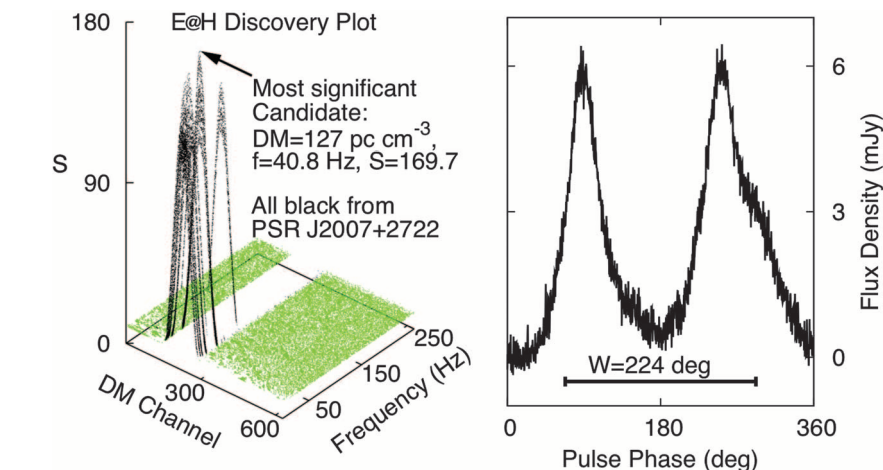 E@H Discovery Plot
180
90
0
S
Most significant
Candidate:
DM=127 pc cm-3,
f=40.8 Hz, S=169.7
All black from
PSR J2007+2722
300
600
DM Channel
50
150
250
Frequency (Hz)
W=224 deg
6
3
0
Flux Density (mJy)
0
180
360
Pulse Phase (deg)